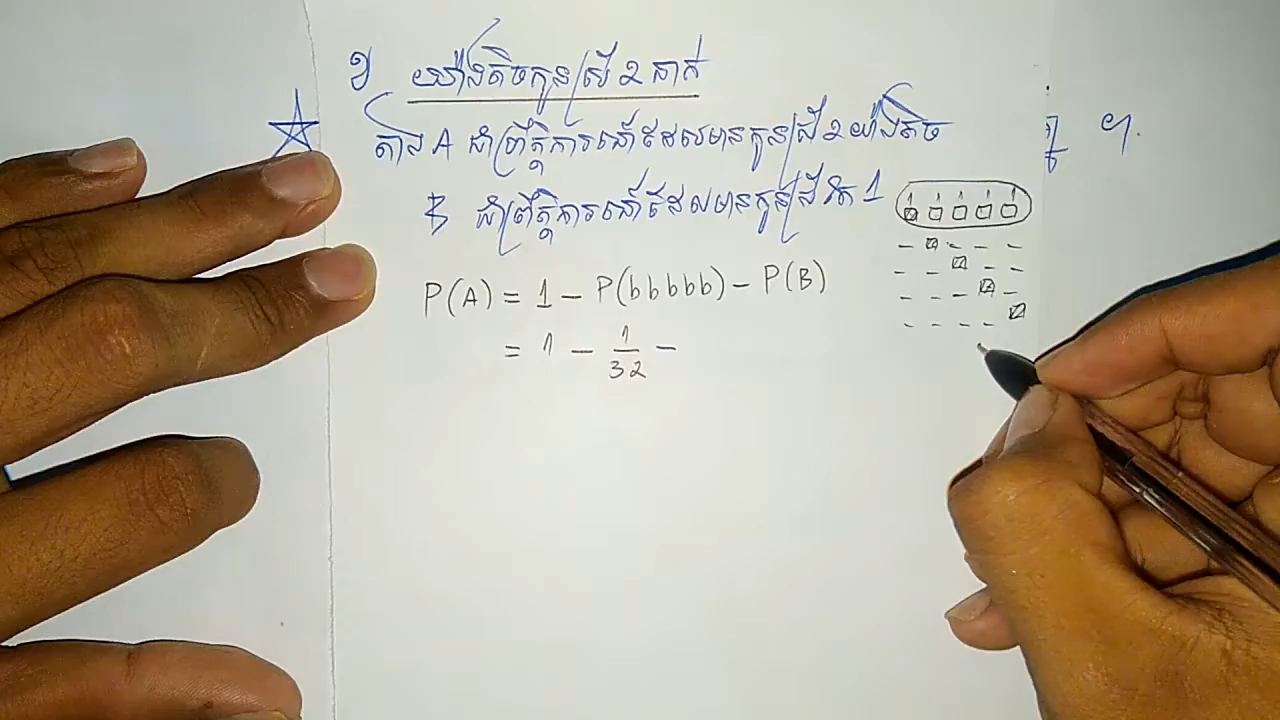 ខ យ៉ាងតិចកូនស្រី 2 នាក់
តាង A ជាព្រឹត្តិការណ៍ដែលមានកូនស្រី 2 យ៉ាងតិច
B ជាព្រឹត្តិការណ៍ដែលមានកូនស្រីតែ 1
P(A) = 1 − P(bbbbb) − P(B)
= 1 − 1/32 −